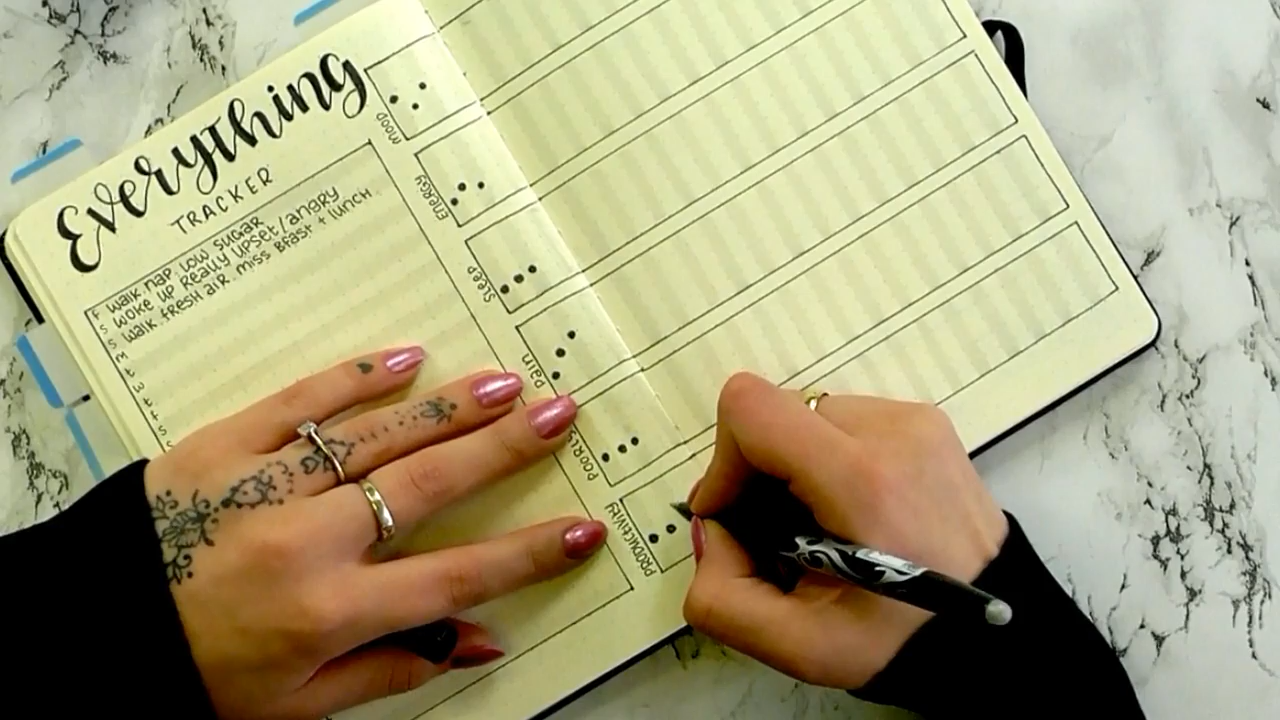 Everything
TRACKER
f walk. nap. low sugar
s woke up really upset/angry
s walk. fresh air. miss bfast + lunch
m
t
t
s
mood
ENERGY
Sleep
pain
POORLY
PRODUCTIVITY